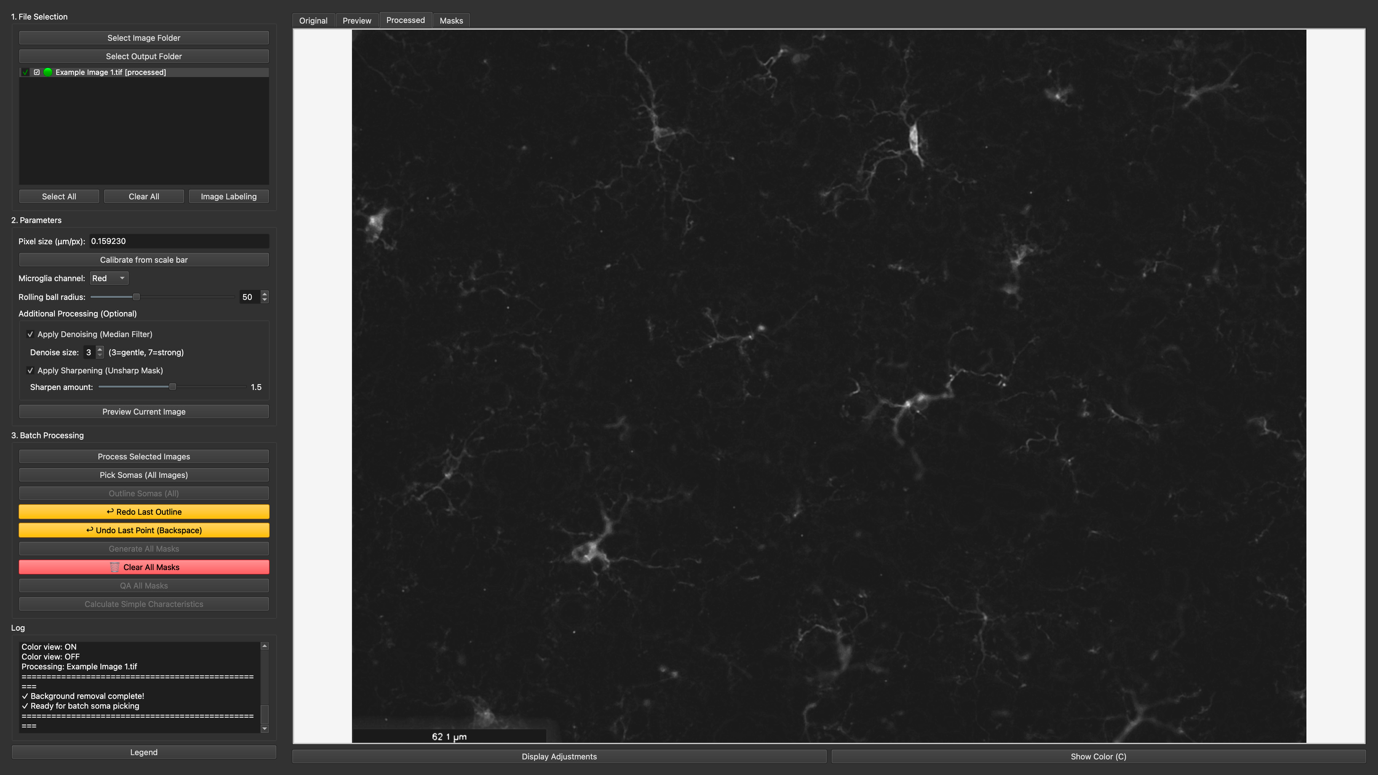 1. File Selection
Select Image Folder
Select Output Folder
Example Image 1.tif [processed]
Select All
Clear All
Image Labeling
2. Parameters
Pixel size (µm/px): 0.159230
Calibrate from scale bar
Microglia channel: Red
Rolling ball radius: 50
Additional Processing (Optional)
Apply Denoising (Median Filter)
Denoise size: 3 (3=gentle, 7=strong)
Apply Sharpening (Unsharp Mask)
Sharpen amount: 1.5
Preview Current Image
3. Batch Processing
Process Selected Images
Pick Somas (All Images)
Outline Somas (All)
↩ Redo Last Outline
↩ Undo Last Point (Backspace)
Generate All Masks
Clear All Masks
QA All Masks
Calculate Simple Characteristics
Log
Color view: ON
Color view: OFF
Processing: Example Image 1.tif
==============================================
===
✓ Background removal complete!
✓ Ready for batch soma picking
==============================================
===
Legend
Original
Preview
Processed
Masks
62.1 µm
Display Adjustments
Show Color (C)